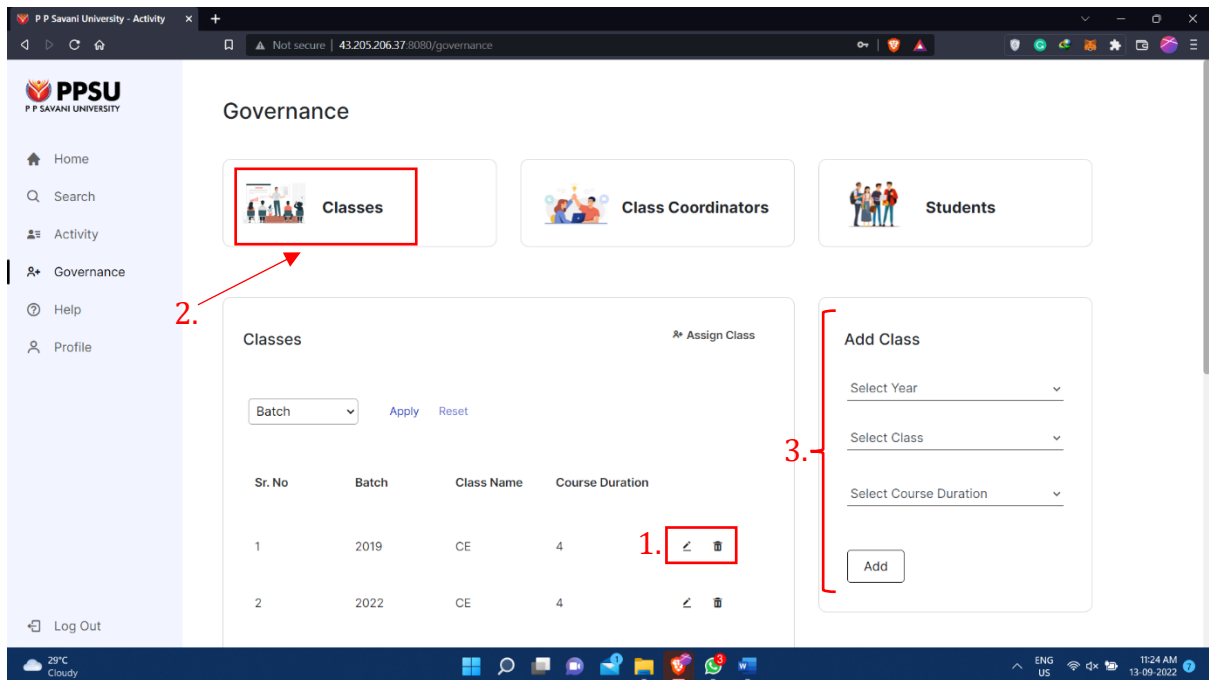 P P Savani University - Activity
Not secure | 43.205.206.37:8080/governance
PPSU
P P SAVANI UNIVERSITY
Home
Search
Activity
Governance
Help
Profile
Log Out
Governance
Classes
Class Coordinators
Students
2.
Classes
Assign Class
Batch
Apply
Reset
Sr. No Batch Class Name Course Duration
1 2019 CE 4
1.
2 2022 CE 4
3.
Add Class
Select Year
Select Class
Select Course Duration
Add
29°C
Cloudy
3
ENG
US
11:24 AM
13-09-2022
7